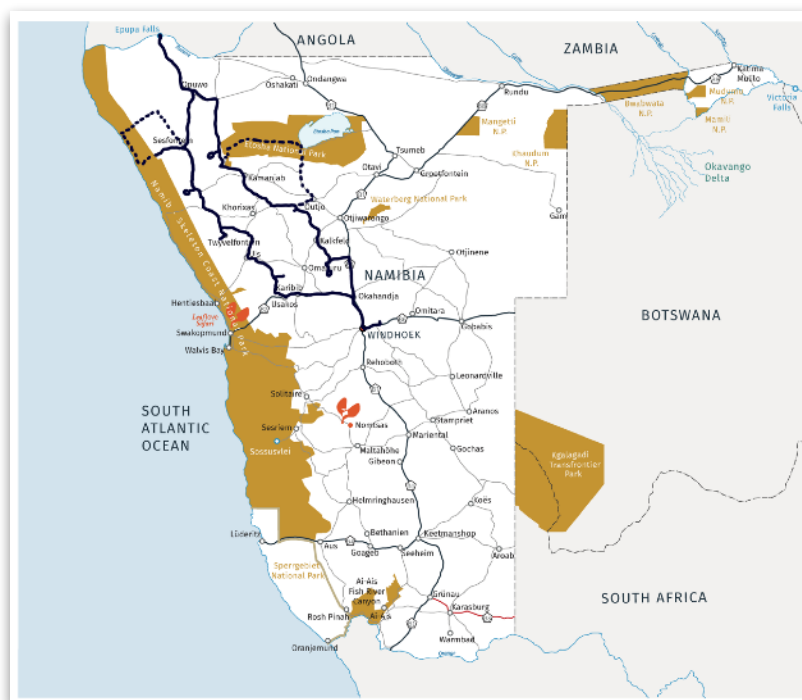 Epupa Falls
ANGOLA
ZAMBIA
Opuwo
Oshakati
Ondangwa
Rundu
Katima
Mulilo
Bwabwata
N.P.
Mudumu
N.P.
Mamili
N.P.
Victoria
Falls
Okavango
Delta
Mangetti
N.P.
Khaudum
N.P.
Etosha Pan
Etosha National Park
Sesfontein
Tsumeb
Otavi
Grootfontein
Kamanjab
Outjo
Waterberg National Park
Otjiwarongo
Gam
Khorixas
Twyvelfontein
Uis
Kalkfeld
Omaruru
Otjinene
NAMIBIA
Namib - Skeleton Coast National Park
Karibib
Usakos
Okahandja
Hentiesbaai
Swakopmund
Walvis Bay
Omitara
Gobabis
WINDHOEK
BOTSWANA
Rehoboth
Leonardville
Solitaire
Aranos
Stampriet
Nomtsas
Sesriem
Mariental
Sossusvlei
Maltahöhe
Gibeon
Gochas
SOUTH
ATLANTIC
OCEAN
Kgalagadi
Transfrontier
Park
Helmringhausen
Koës
Lüderitz
Aus
Bethanien
Goageb
Seeheim
Keetmanshop
Aroab
Sperrgebiet
National Park
Ai-Ais
Fish River
Canyon
Ai-Ais
Grünau
Karasburg
Rosh Pinah
Warmbad
Oranjemund
Orange
SOUTH AFRICA